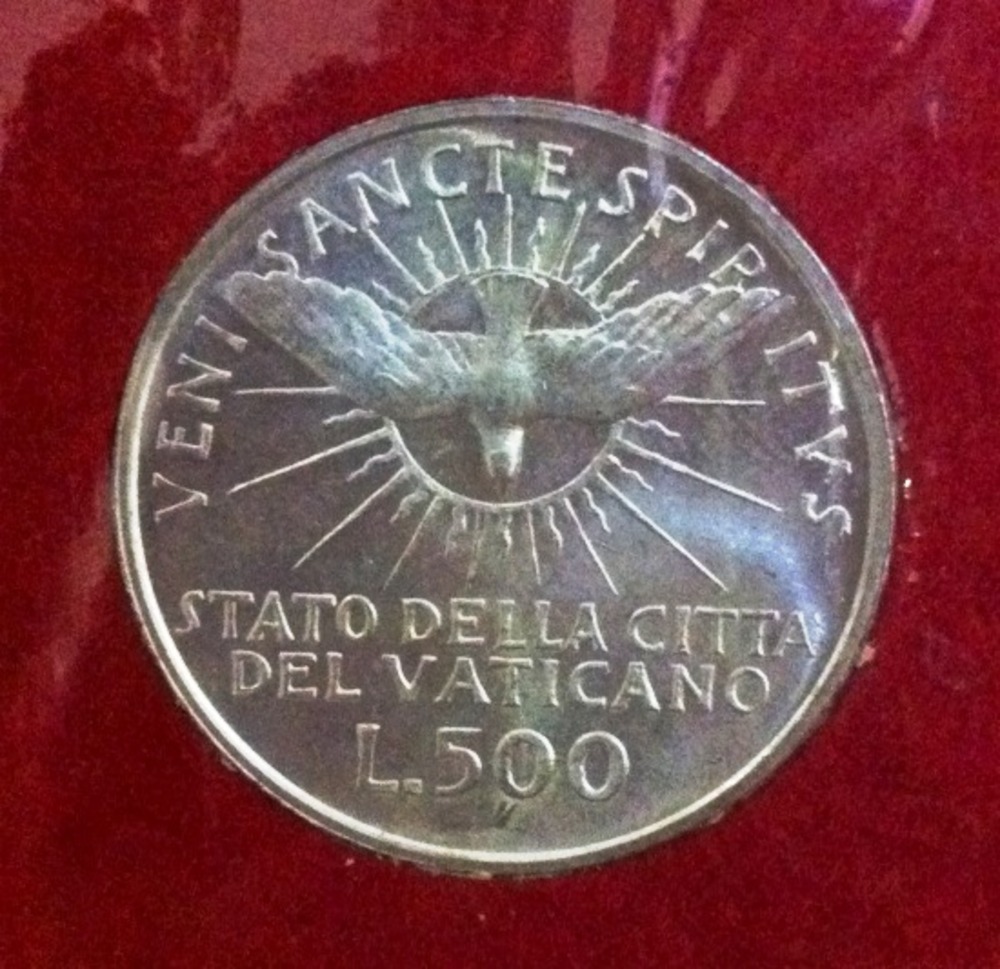 VENI SANCTE SPIRITVS
STATO DELLA CITTA
DEL VATICANO
L.500